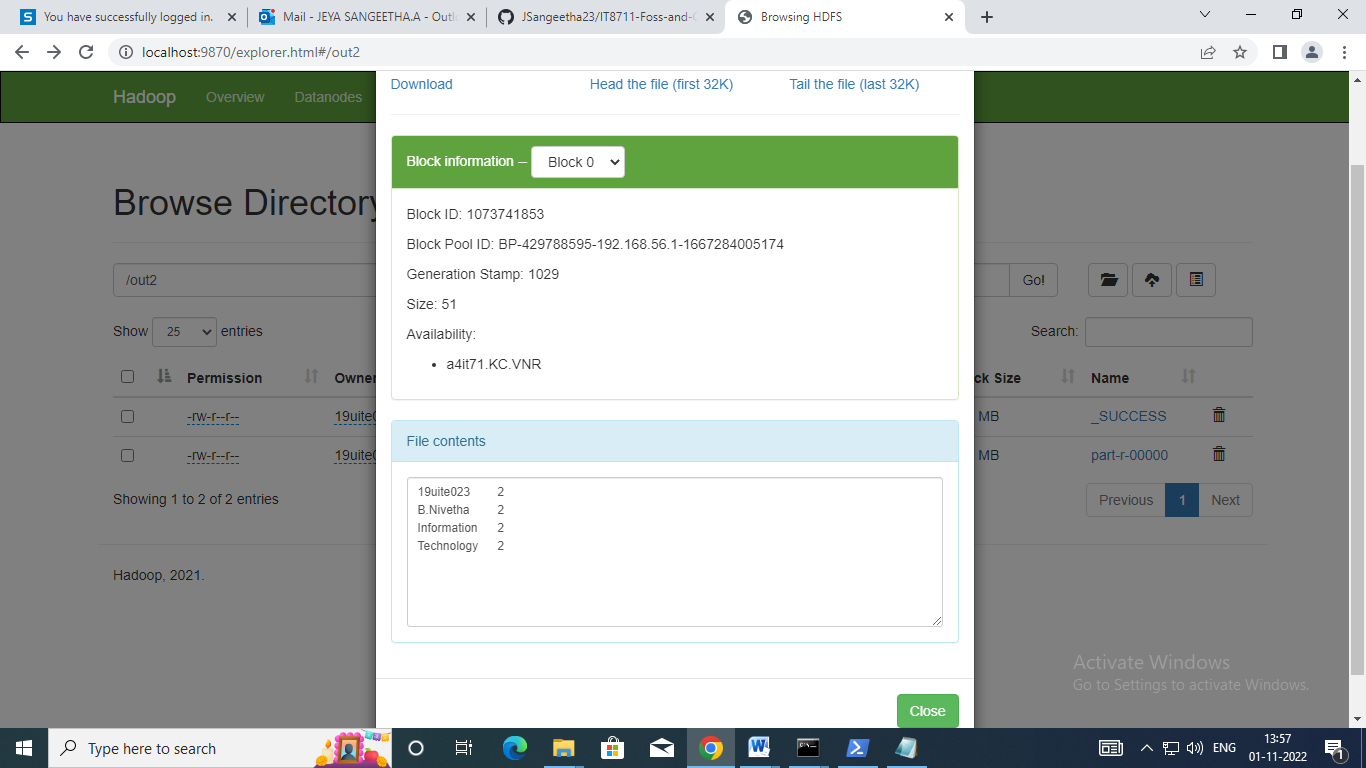 You have successfully logged in.
Mail - JEYA SANGEETHA.A - Outl
JSangeetha23/IT8711-Foss-and-C
Browsing HDFS
localhost:9870/explorer.html#/out2
Hadoop Overview Datanodes
Download Head the file (first 32K) Tail the file (last 32K)
Block information -- Block 0
Block ID: 1073741853
Block Pool ID: BP-429788595-192.168.56.1-1667284005174
Generation Stamp: 1029
Size: 51
Availability:
• a4it71.KC.VNR
File contents
19uite023 2
B.Nivetha 2
Information 2
Technology 2
Close
Browse Directory
/out2 Go!
Show 25 entries Search:
Permission Owner ck Size Name
-rw-r--r-- 19uite0 MB _SUCCESS
-rw-r--r-- 19uite0 MB part-r-00000
Showing 1 to 2 of 2 entries Previous 1 Next
Hadoop, 2021.
Activate Windows
Go to Settings to activate Windows.
Type here to search
ENG
13:57
01-11-2022
1